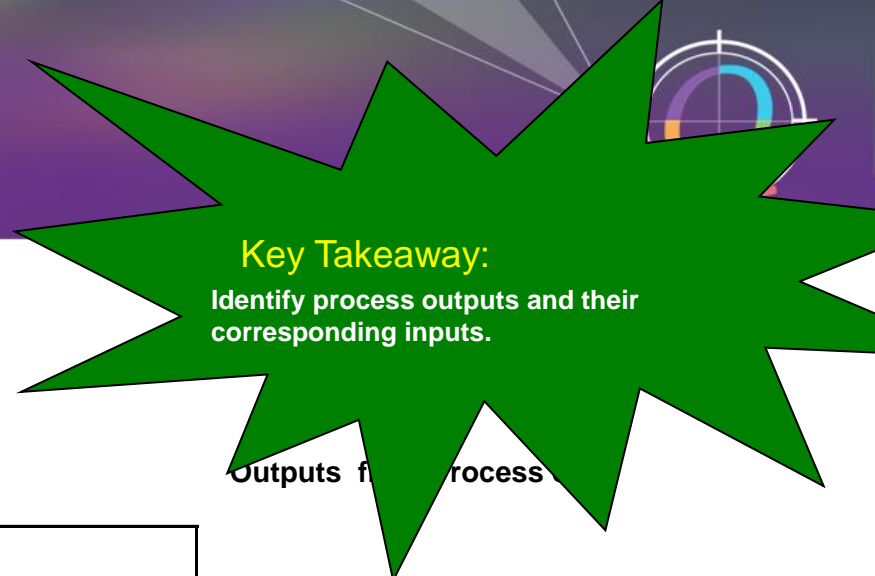 Key Takeaway:
Identify process outputs and their
corresponding inputs.
Outputs